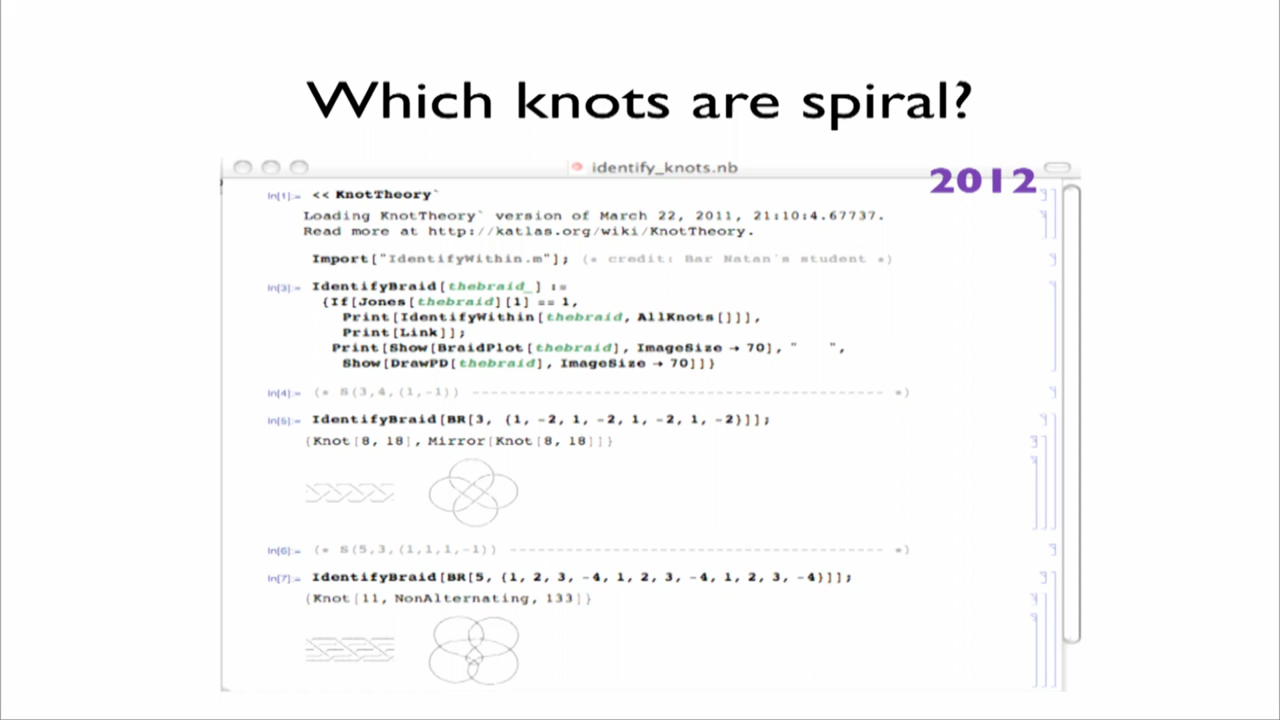 Which knots are spiral?
identify_knots.nb
2012
In[1]:= << KnotTheory`
Loading KnotTheory` version of March 22, 2011, 21:10:4.67737.
Read more at http://katlas.org/wiki/KnotTheory.
Import["IdentifyWithin.m"]; (* credit: Bar Natan's student *)
In[3]:= IdentifyBraid[thebraid_] :=
{If[Jones[thebraid][1] == 1,
Print[IdentifyWithin[thebraid, AllKnots[]]],
Print[Link]];
Print[Show[BraidPlot[thebraid], ImageSize → 70], "    ",
Show[DrawPD[thebraid], ImageSize → 70]]}
In[4]:= (* S(3,4,(1,-1)) ---------------------------------------------- *)
In[5]:= IdentifyBraid[BR[3, {1, -2, 1, -2, 1, -2, 1, -2}]];
{Knot[8, 18], Mirror[Knot[8, 18]]}
In[6]:= (* S(5,3,(1,1,1,-1)) ----------------------------------------- *)
In[7]:= IdentifyBraid[BR[5, {1, 2, 3, -4, 1, 2, 3, -4, 1, 2, 3, -4}]];
{Knot[11, NonAlternating, 133]}